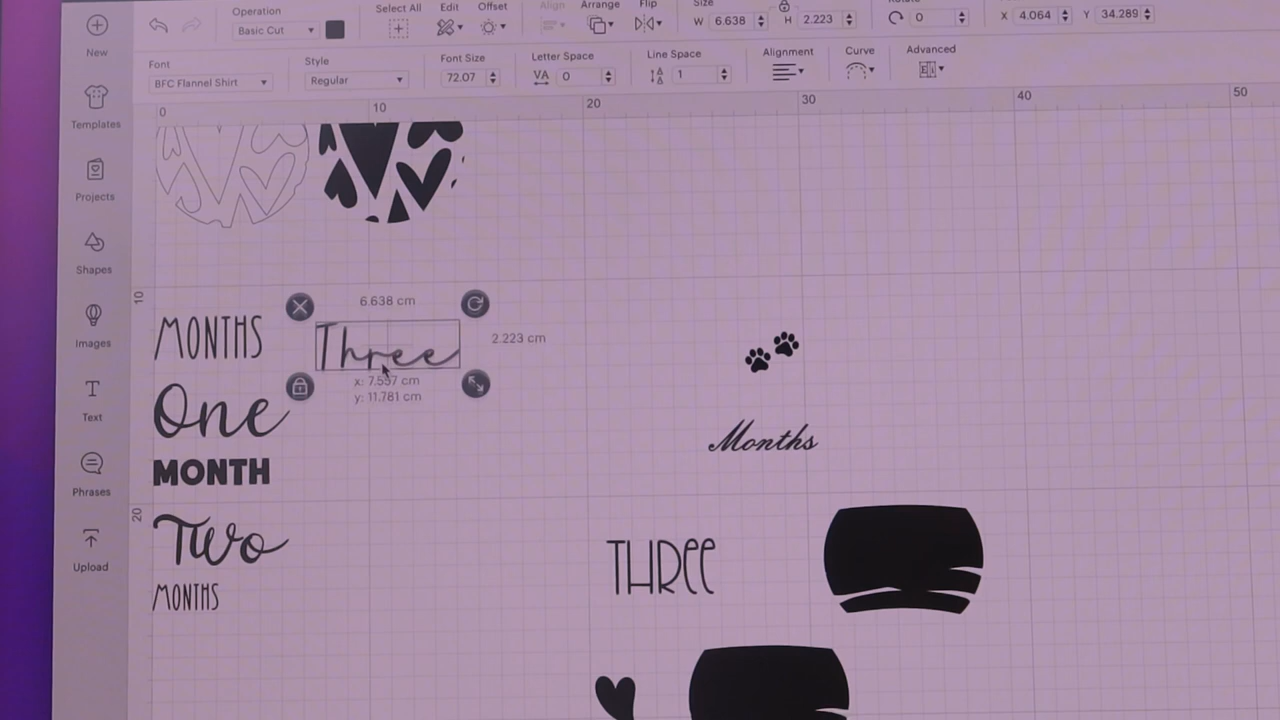 Operation
Select All
Edit
Offset
Align
Arrange
Flip
Size
Basic Cut
W 6.638
H 2.223
0
X 4.064
Y 34.289
New
Font
Style
Font Size
Letter Space
Line Space
Alignment
Curve
Advanced
BFC Flannel Shirt
Regular
72.07
VA 0
1
0 10 20 30 40 50
Templates
Projects
Shapes
Images
Text
Phrases
Upload
10
20
6.638 cm
2.223 cm
x: 7.557 cm
y: 11.781 cm
MONTHS
Three
One
MONTH
Months
Two
THREE
MONTHS